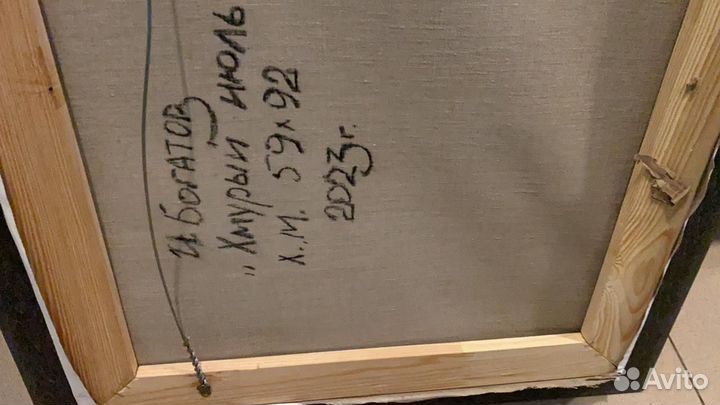 И БОГАТОВ
"Хмурый июль
Х.М. 59х92
2023г.
Avito